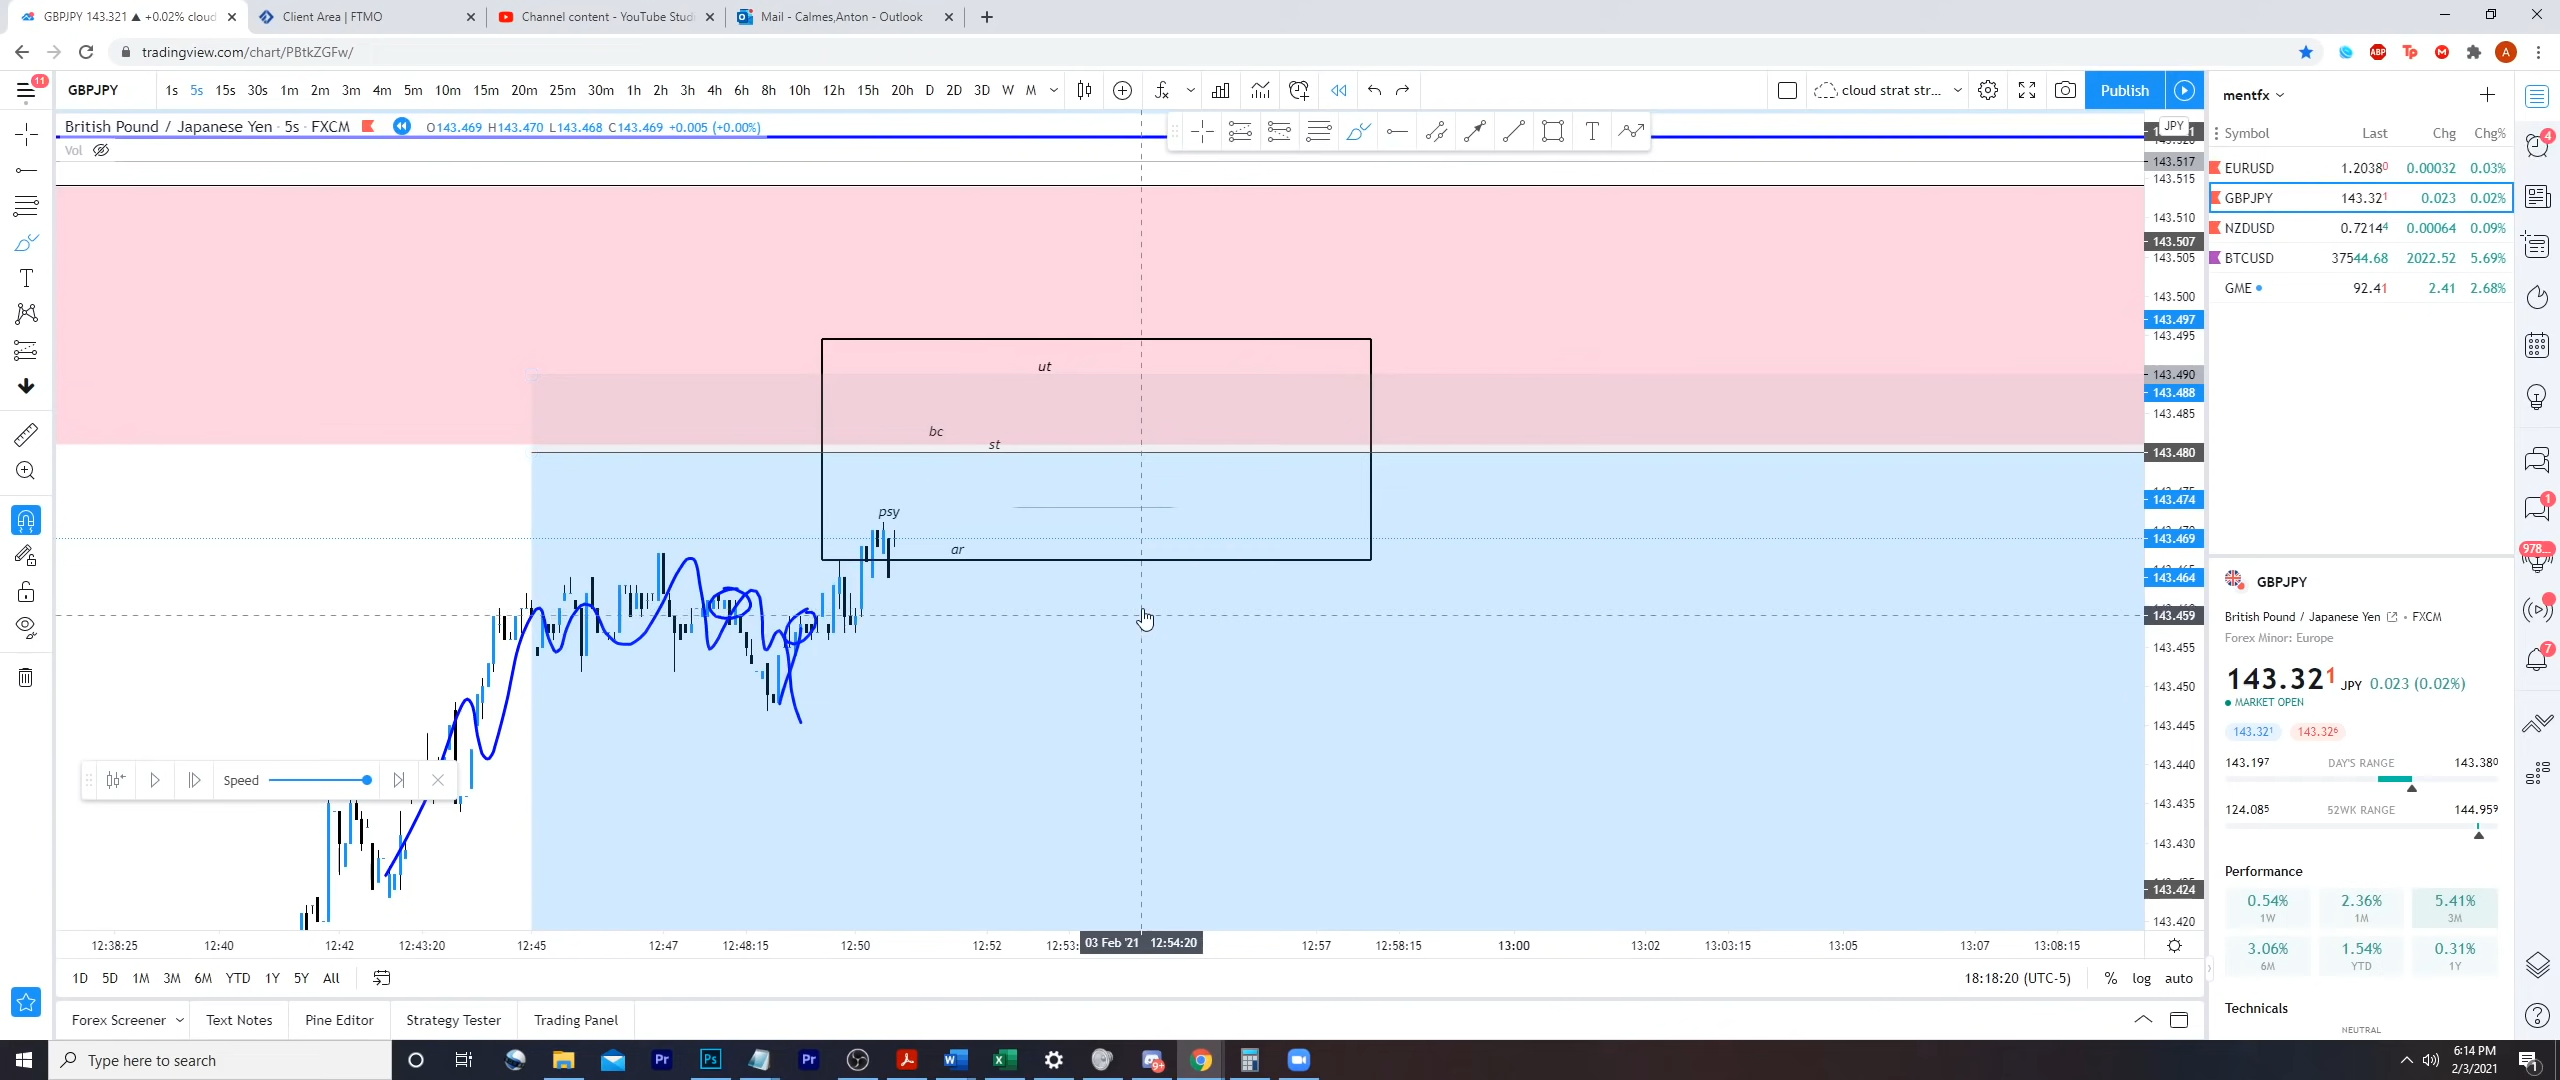 GBPJPY 143.321 ▲ +0.02% cloud
Client Area | FTMO
Channel content - YouTube Stud
Mail - Calmes,Anton - Outlook
tradingview.com/chart/PBtkZGFw/
ABP
Tp
M
A
11
GBPJPY
1s 5s 15s 30s 1m 2m 3m 4m 5m 10m 15m 20m 25m 30m 1h 2h 3h 4h 6h 8h 10h 12h 15h 20h D 2D 3D W M
cloud strat str...
Publish
British Pound / Japanese Yen · 5s · FXCM
O143.469 H143.470 L143.468 C143.469 +0.005 (+0.00%)
Vol
JPY
143.517
143.515
143.510
143.507
143.505
143.500
143.497
143.495
143.490
143.488
143.485
143.480
143.474
143.469
143.464
143.459
143.455
143.450
143.445
143.440
143.435
143.430
143.424
143.420
ut
bc
st
psy
ar
Speed
12:38:25
12:40
12:42
12:43:20
12:45
12:47
12:48:15
12:50
12:52
12:53:
03 Feb '21 12:54:20
12:57
12:58:15
13:00
13:02
13:03:15
13:05
13:07
13:08:15
1D 5D 1M 3M 6M YTD 1Y 5Y All
18:18:20 (UTC-5)
% log auto
Forex Screener
Text Notes
Pine Editor
Strategy Tester
Trading Panel
mentfx
Symbol Last Chg Chg%
EURUSD 1.20380 0.00032 0.03%
GBPJPY 143.321 0.023 0.02%
NZDUSD 0.72144 0.00064 0.09%
BTCUSD 37544.68 2022.52 5.69%
GME 92.41 2.41 2.68%
GBPJPY
British Pound / Japanese Yen • FXCM
Forex Minor: Europe
143.321 JPY 0.023 (0.02%)
MARKET OPEN
143.321 143.326
143.197 DAY'S RANGE 143.380
124.085 52WK RANGE 144.959
Performance
0.54% 2.36% 5.41%
1W 1M 3M
3.06% 1.54% 0.31%
6M YTD 1Y
Technicals
NEUTRAL
4
1
978...
7
Type here to search
Pr
Ps
Pr
9+
6:14 PM
2/3/2021
1